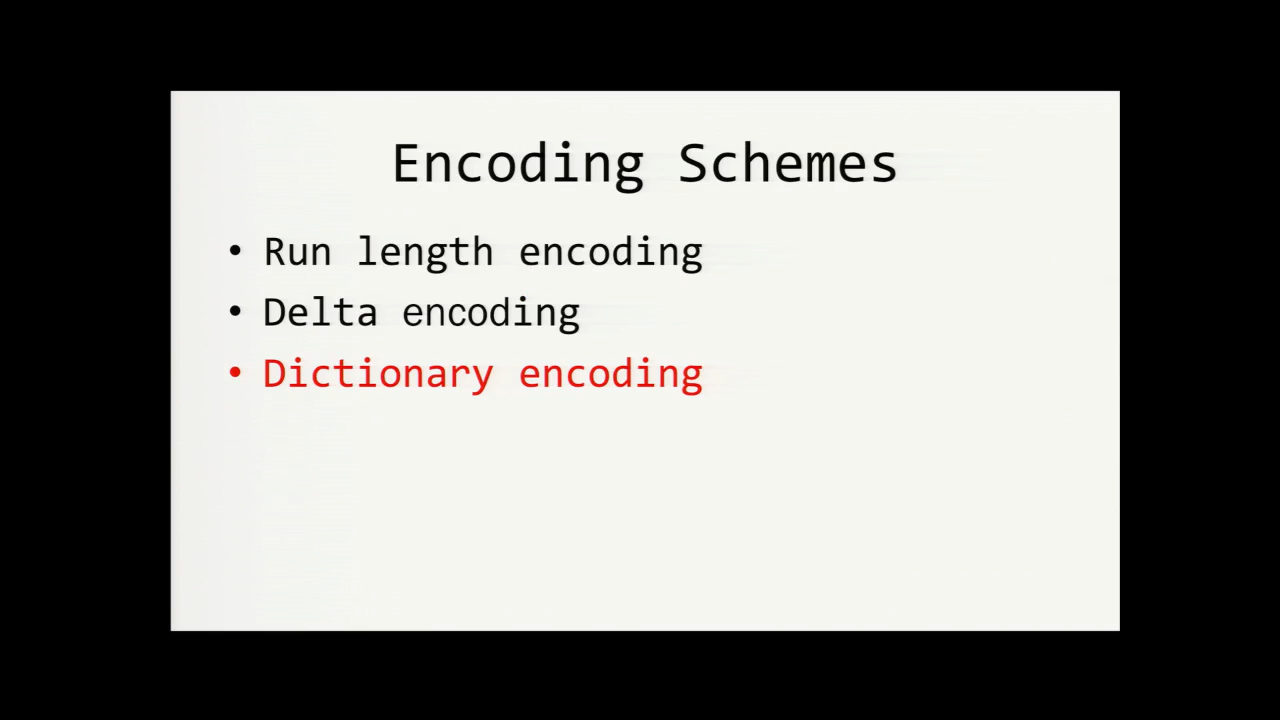 Encoding Schemes
• Run length encoding
• Delta encoding
• Dictionary encoding